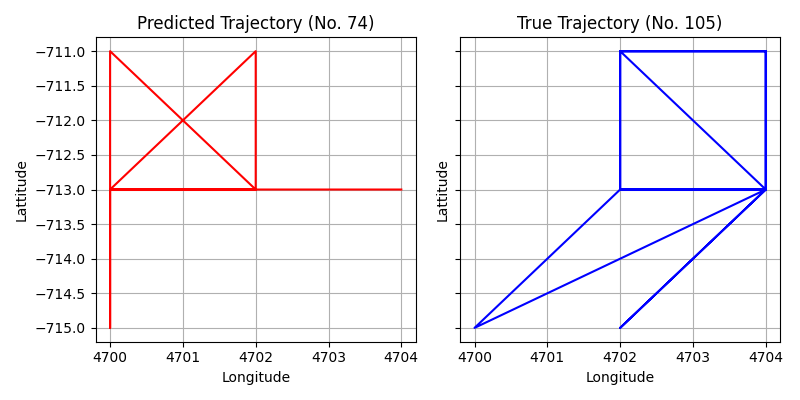 Predicted Trajectory (No. 74)
−711.0
−711.5
−712.0
−712.5
−713.0
−713.5
−714.0
−714.5
−715.0
Lattitude
4700 4701 4702 4703 4704
Longitude
True Trajectory (No. 105)
Lattitude
4700 4701 4702 4703 4704
Longitude